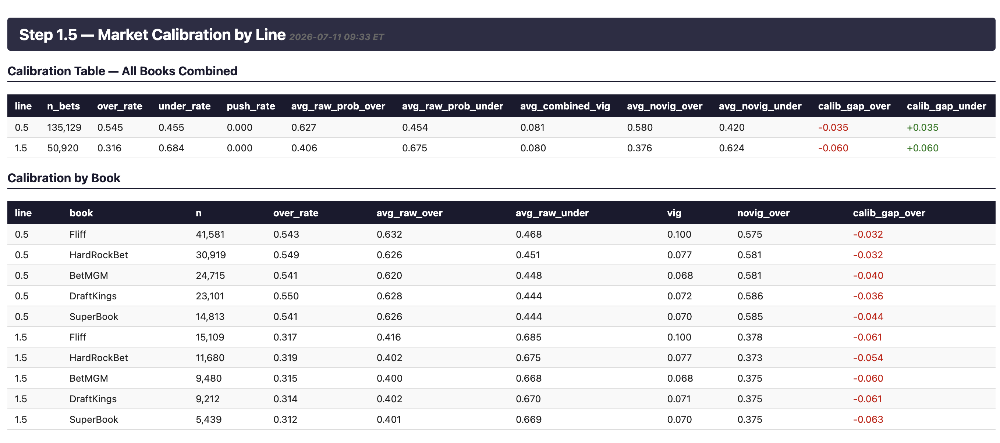 Step 1.5 — Market Calibration by Line 2026-07-11 09:33 ET
Calibration Table — All Books Combined
line n_bets over_rate under_rate push_rate avg_raw_prob_over avg_raw_prob_under avg_combined_vig avg_novig_over avg_novig_under calib_gap_over calib_gap_under
0.5 135,129 0.545 0.455 0.000 0.627 0.454 0.081 0.580 0.420 -0.035 +0.035
1.5 50,920 0.316 0.684 0.000 0.406 0.675 0.080 0.376 0.624 -0.060 +0.060
Calibration by Book
line book n over_rate avg_raw_over avg_raw_under vig novig_over calib_gap_over
0.5 Fliff 41,581 0.543 0.632 0.468 0.100 0.575 -0.032
0.5 HardRockBet 30,919 0.549 0.626 0.451 0.077 0.581 -0.032
0.5 BetMGM 24,715 0.541 0.620 0.448 0.068 0.581 -0.040
0.5 DraftKings 23,101 0.550 0.628 0.444 0.072 0.586 -0.036
0.5 SuperBook 14,813 0.541 0.626 0.444 0.070 0.585 -0.044
1.5 Fliff 15,109 0.317 0.416 0.685 0.100 0.378 -0.061
1.5 HardRockBet 11,680 0.319 0.402 0.675 0.077 0.373 -0.054
1.5 BetMGM 9,480 0.315 0.400 0.668 0.068 0.375 -0.060
1.5 DraftKings 9,212 0.314 0.402 0.670 0.071 0.375 -0.061
1.5 SuperBook 5,439 0.312 0.401 0.669 0.070 0.375 -0.063